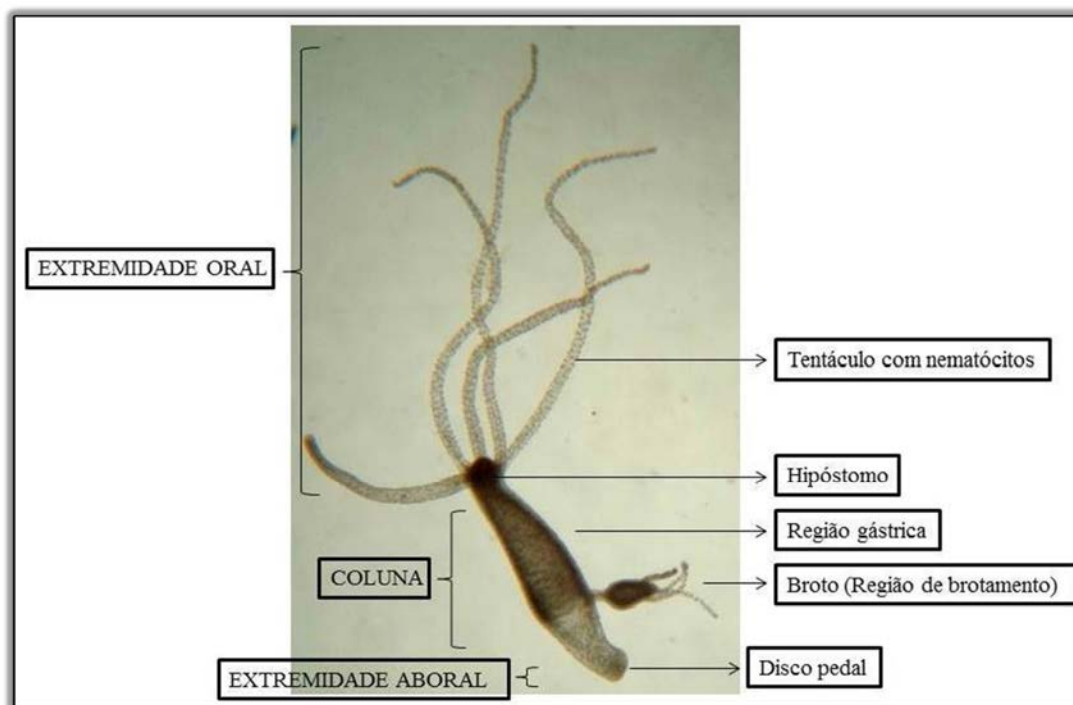 EXTREMIDADE ORAL
Tentáculo com nematócitos
Hipóstomo
Região gástrica
COLUNA
Broto (Região de brotamento)
Disco pedal
EXTREMIDADE ABORAL